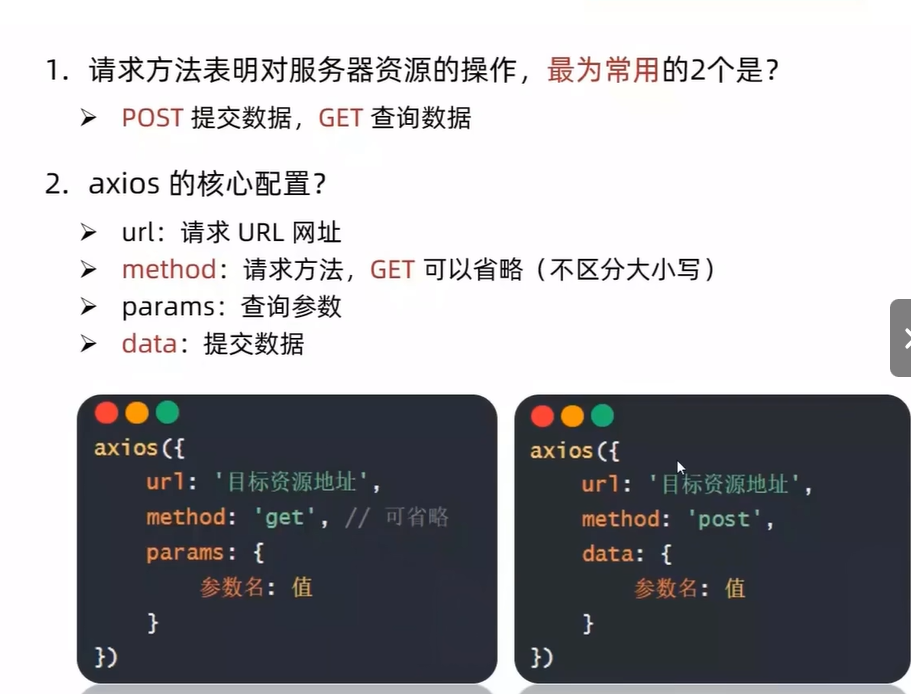 1. 请求方法表明对服务器资源的操作，最为常用的2个是？
➢ POST 提交数据，GET 查询数据
2. axios 的核心配置？
➢ url：请求 URL 网址
➢ method：请求方法，GET 可以省略（不区分大小写）
➢ params：查询参数
➢ data：提交数据
axios({
url: '目标资源地址',
method: 'get', // 可省略
params: {
参数名: 值
}
})
axios({
url: '目标资源地址',
method: 'post',
data: {
参数名: 值
}
})